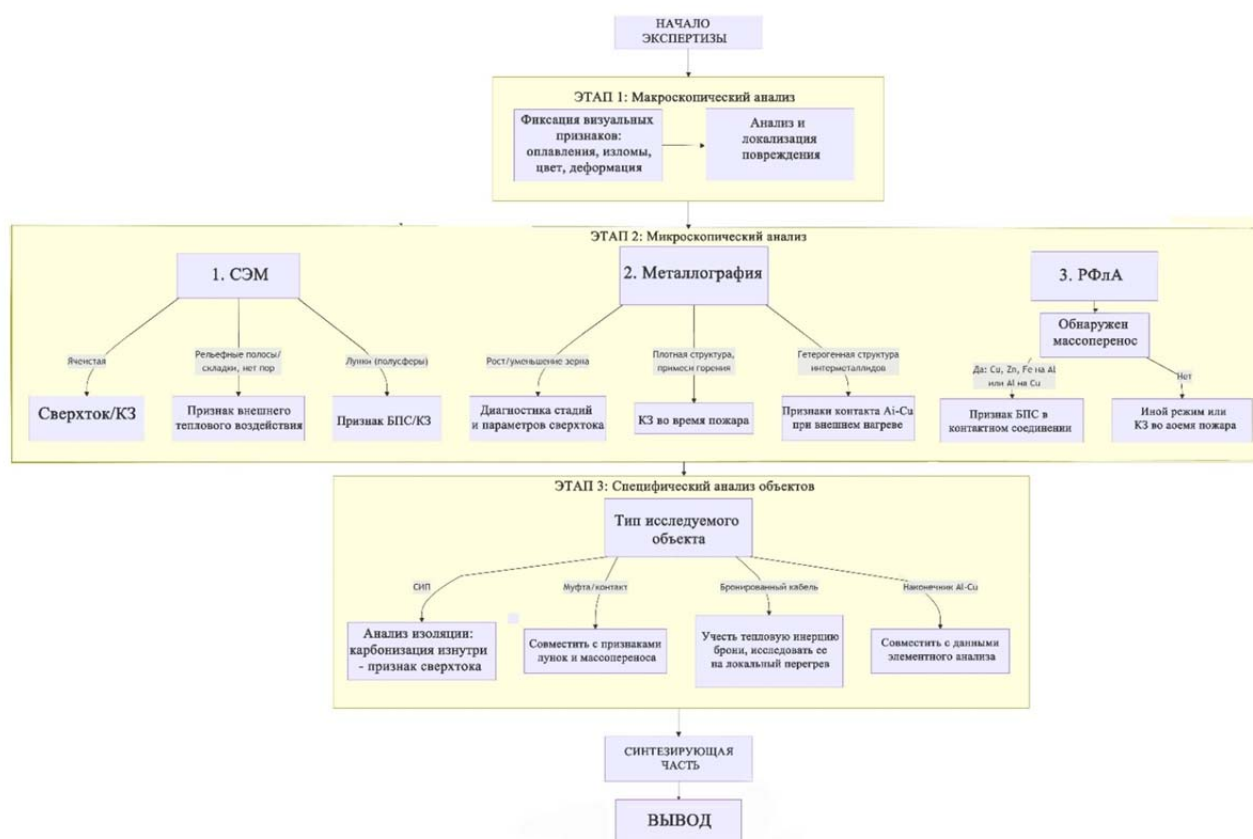 НАЧАЛО
ЭКСПЕРТИЗЫ
ЭТАП 1: Макроскопический анализ
Фиксация визуальных
признаков:
оплавления, изломы,
цвет, деформация
Анализ и
локализация
повреждения
ЭТАП 2: Микроскопический анализ
1. СЭМ
Ячеистая
Рельефные полосы/
складки, нет пор
Лунки (полусферы)
Сверхток/КЗ
Признак внешнего
теплового воздействия
Признак БПС/КЗ
2. Металлография
Рост/уменьшение зерна
Плотная структура,
примеси горения
Гетерогенная структура
интерметаллидов
Диагностика стадий
и параметров сверхтока
КЗ во время пожара
Признаки контакта Ai-Cu
при внешнем нагреве
3. РФлА
Обнаружен
массоперенос
Да: Cu, Zn, Fe на Al
или Al на Cu
Нет
Признак БПС в
контактном соединении
Иной режим или
КЗ во аоемя пожара
ЭТАП 3: Специфический анализ объектов
Тип исследуемого
объекта
СИП
Муфта/контакт
Бронированный кабель
Наконечник Al-Cu
Анализ изоляции:
карбонизация изнутри
- признак сверхтока
Совместить с признаками
лунок и массопереноса
Учесть тепловую инерцию
брони, исследовать ее
на локальный перегрев
Совместить с данными
элементного анализа
СИНТЕЗИРУЮЩАЯ
ЧАСТЬ
ВЫВОД